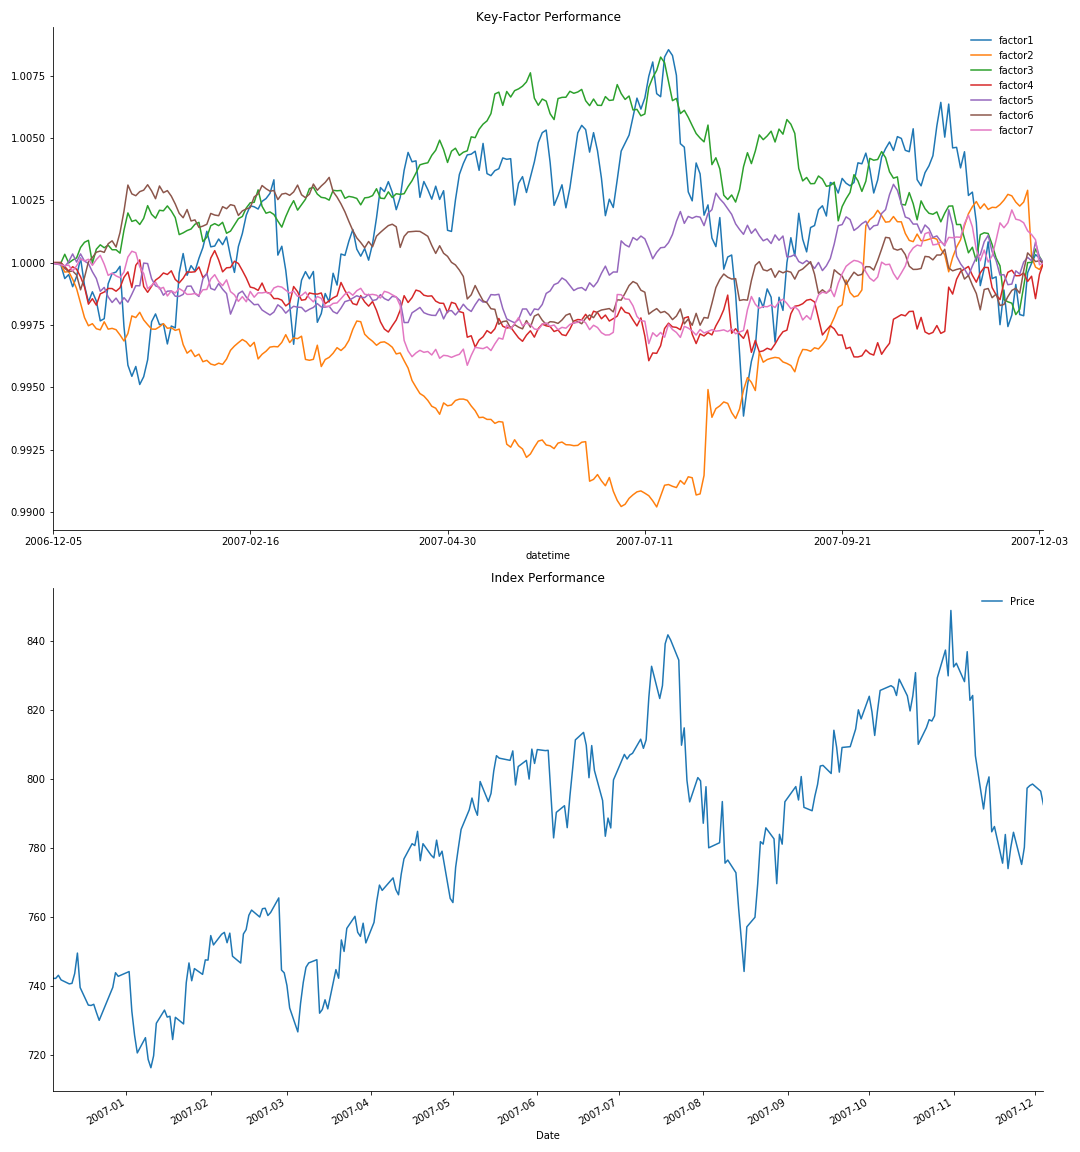 Key-Factor Performance
factor1
factor2
factor3
factor4
factor5
factor6
factor7
1.0075
1.0050
1.0025
1.0000
0.9975
0.9950
0.9925
0.9900
2006-12-05 2007-02-16 2007-04-30 2007-07-11 2007-09-21 2007-12-03
datetime
Index Performance
Price
840
820
800
780
760
740
720
2007-01 2007-02 2007-03 2007-04 2007-05 2007-06 2007-07 2007-08 2007-09 2007-10 2007-11 2007-12
Date